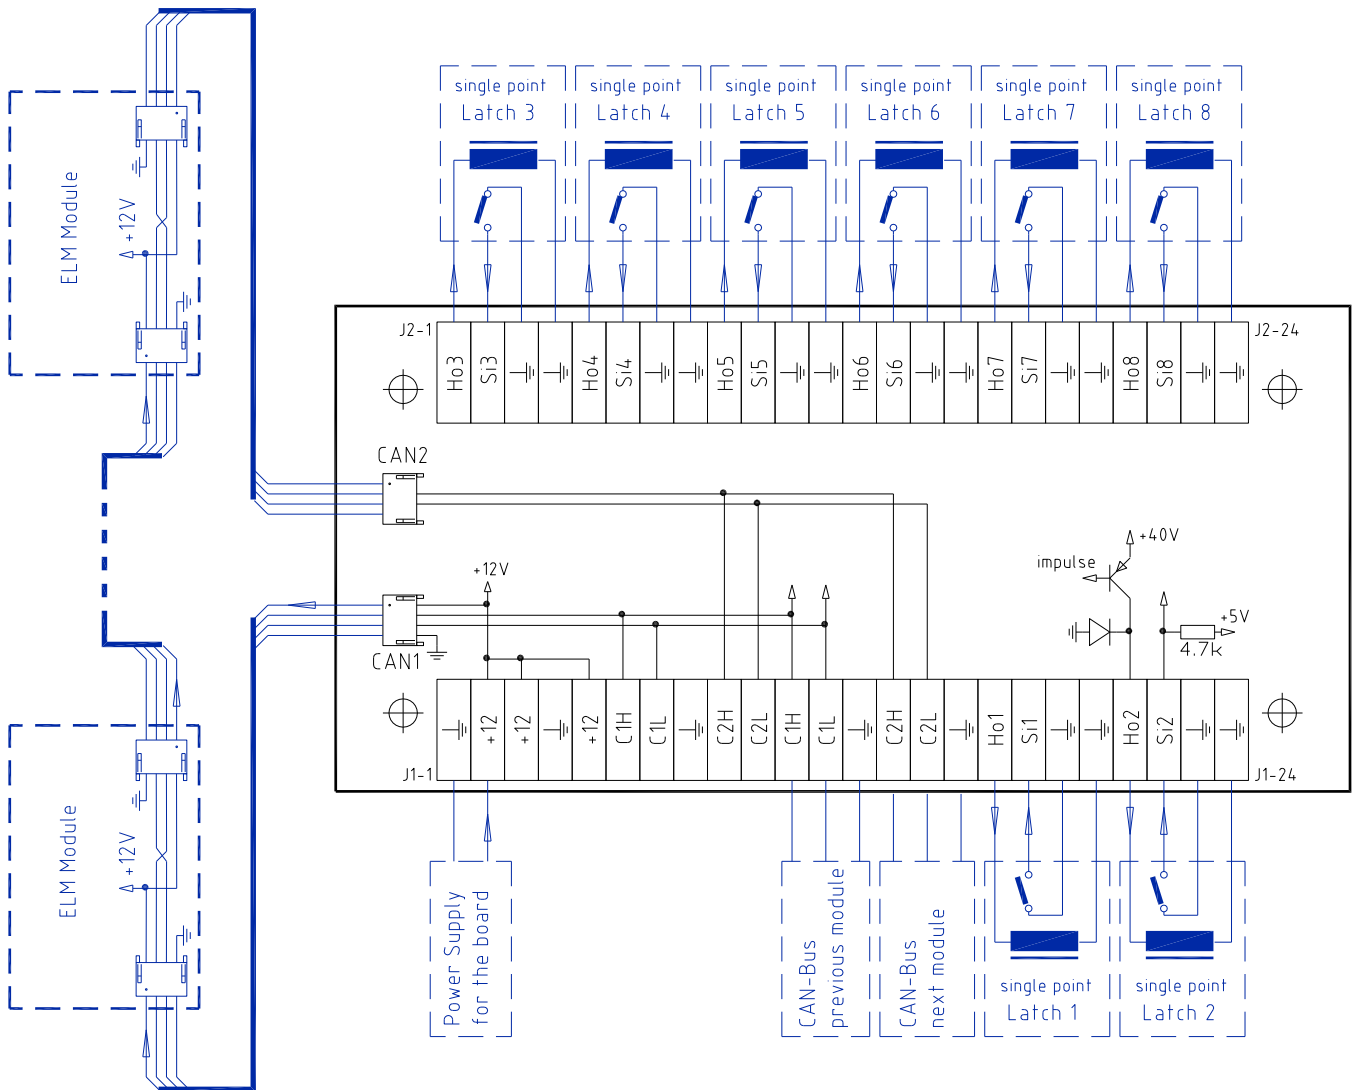 single point
Latch 3
single point
Latch 4
single point
Latch 5
single point
Latch 6
single point
Latch 7
single point
Latch 8
ELM Module
+12V
J2-1
Ho3
Si3
Ho4
Si4
Ho5
Si5
Ho6
Si6
Ho7
Si7
Ho8
Si8
J2-24
CAN2
+12V
CAN1
impulse
+40V
+5V
4.7k
J1-1
+12
+12
+12
C1H
C1L
C2H
C2L
C1H
C1L
C2H
C2L
Ho1
Si1
Ho2
Si2
J1-24
ELM Module
+12V
Power Supply
for the board
CAN-Bus
previous module
CAN-Bus
next module
single point
Latch 1
single point
Latch 2